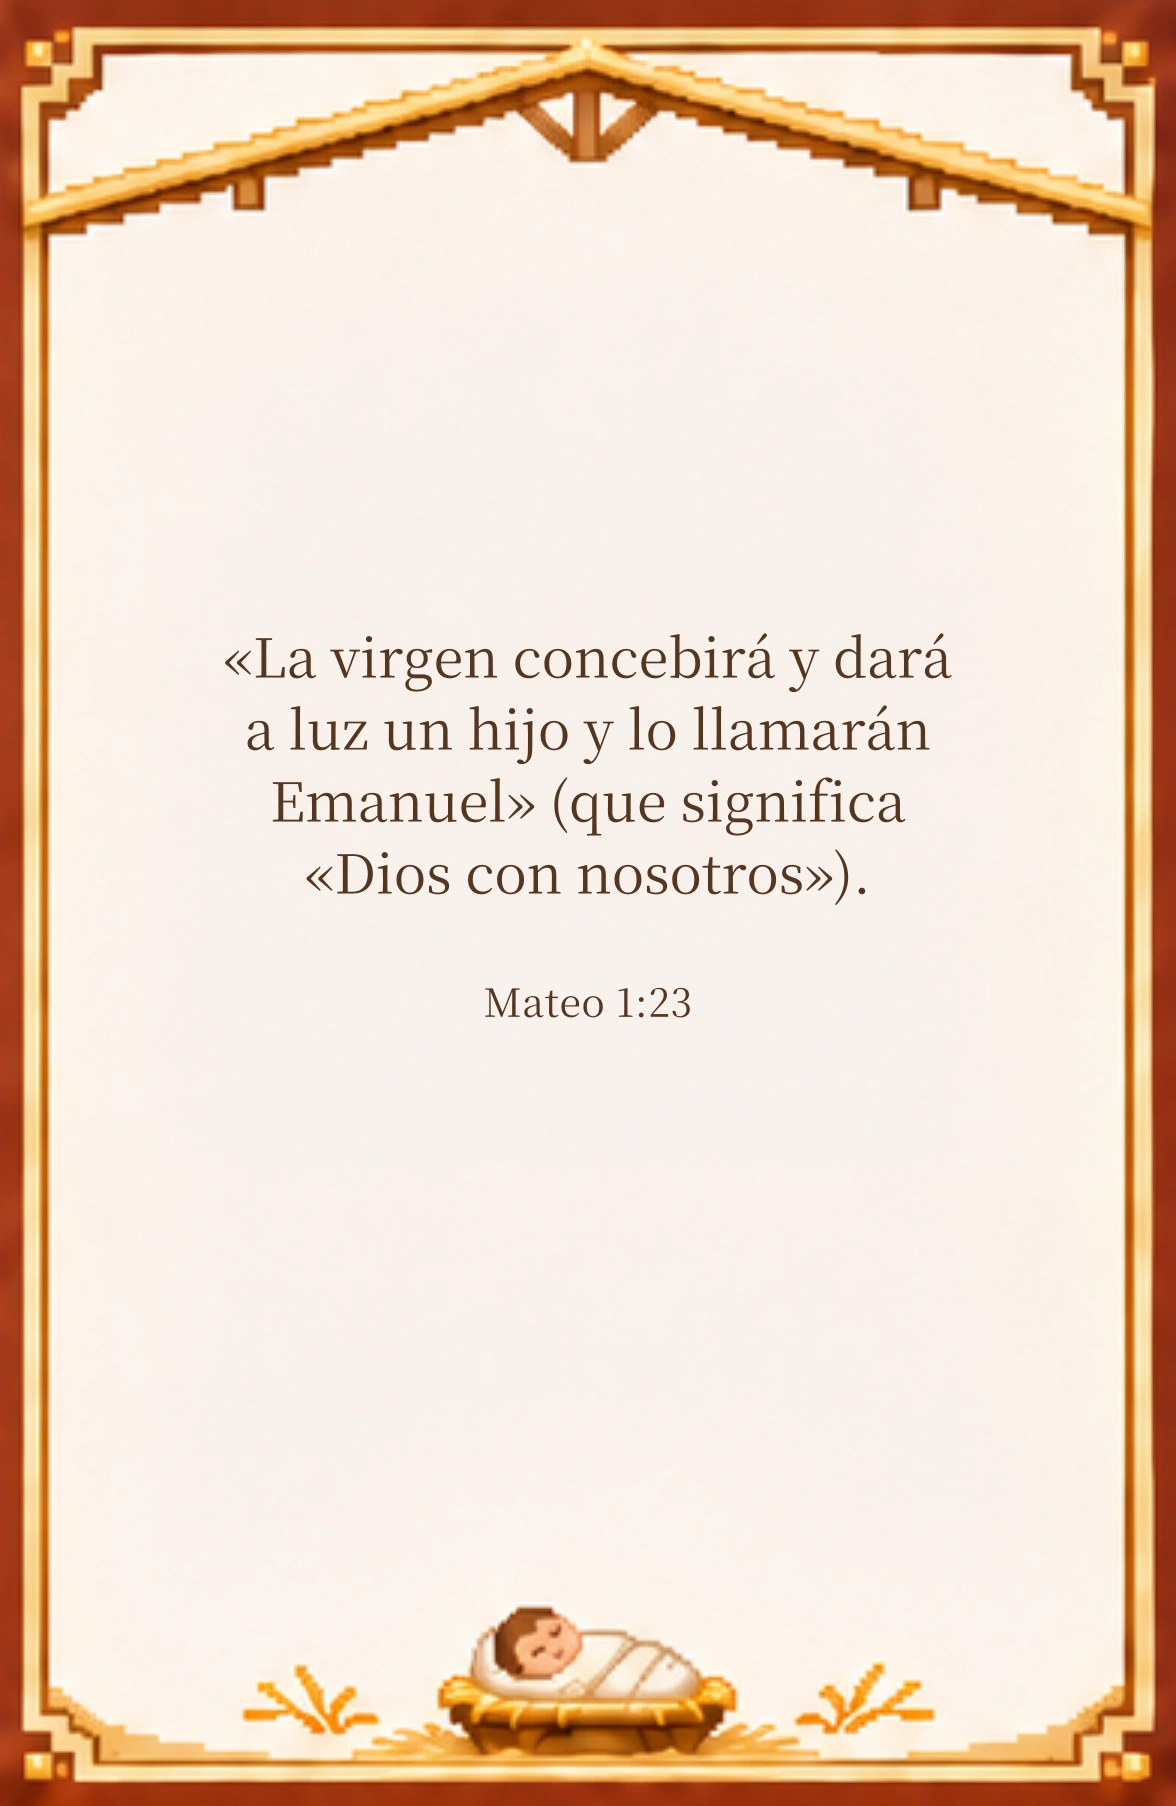 «La virgen concebirá y dará
a luz un hijo y lo llamarán
Emanuel» (que significa
«Dios con nosotros»).
Mateo 1:23